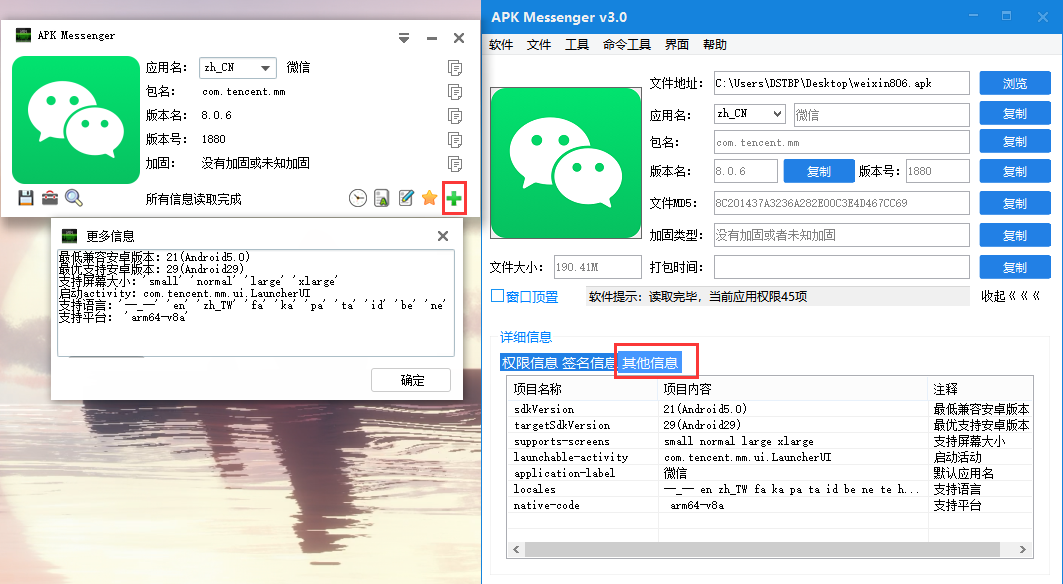 APK Messenger
应用名： zh_CN 微信
包名： com.tencent.mm
版本名： 8.0.6
版本号： 1880
加固： 没有加固或未知加固
所有信息读取完成
更多信息
最低兼容安卓版本：21(Android5.0)
最优支持安卓版本：29(Android29)
支持屏幕大小：'small' 'normal' 'large' 'xlarge'
启动activity：com.tencent.mm.ui.LauncherUI
支持语言：'--_--' 'en' 'zh_TW' 'fa' 'ka' 'pa' 'ta' 'id' 'be' 'ne'
支持平台： 'arm64-v8a'
确定
APK Messenger v3.0
软件 文件 工具 命令工具 界面 帮助
文件地址： C:\Users\DSTBP\Desktop\weixin806.apk 浏览
应用名： zh_CN 微信 复制
包名： com.tencent.mm 复制
版本名： 8.0.6 复制 版本号： 1880 复制
文件MD5： 8C201437A3236A282E00C3E4D467CC69 复制
加固类型： 没有加固或者未知加固 复制
文件大小： 190.41M 打包时间： 复制
窗口顶置 软件提示：读取完毕，当前应用权限45项 收起《《《
详细信息
权限信息 签名信息 其他信息
项目名称 项目内容 注释
sdkVersion 21(Android5.0) 最低兼容安卓版本
targetSdkVersion 29(Android29) 最优支持安卓版本
supports-screens small normal large xlarge 支持屏幕大小
launchable-activity com.tencent.mm.ui.LauncherUI 启动活动
application-label 微信 默认应用名
locales --_-- en zh_TW fa ka pa ta id be ne te h... 支持语言
native-code arm64-v8a 支持平台